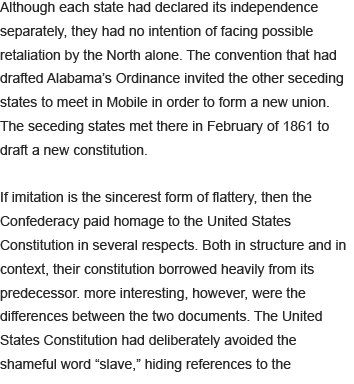 Although each state had declared its independence
separately, they had no intention of facing possible
retaliation by the North alone. The convention that had
drafted Alabama's Ordinance invited the other seceding
states to meet in Mobile in order to form a new union.
The seceding states met there in February of 1861 to
draft a new constitution.

If imitation is the sincerest form of flattery, then the
Confederacy paid homage to the United States
Constitution in several respects. Both in structure and in
context, their constitution borrowed heavily from its
predecessor. more interesting, however, were the
differences between the two documents. The United
States Constitution had deliberately avoided the
shameful word “slave,” hiding references to the